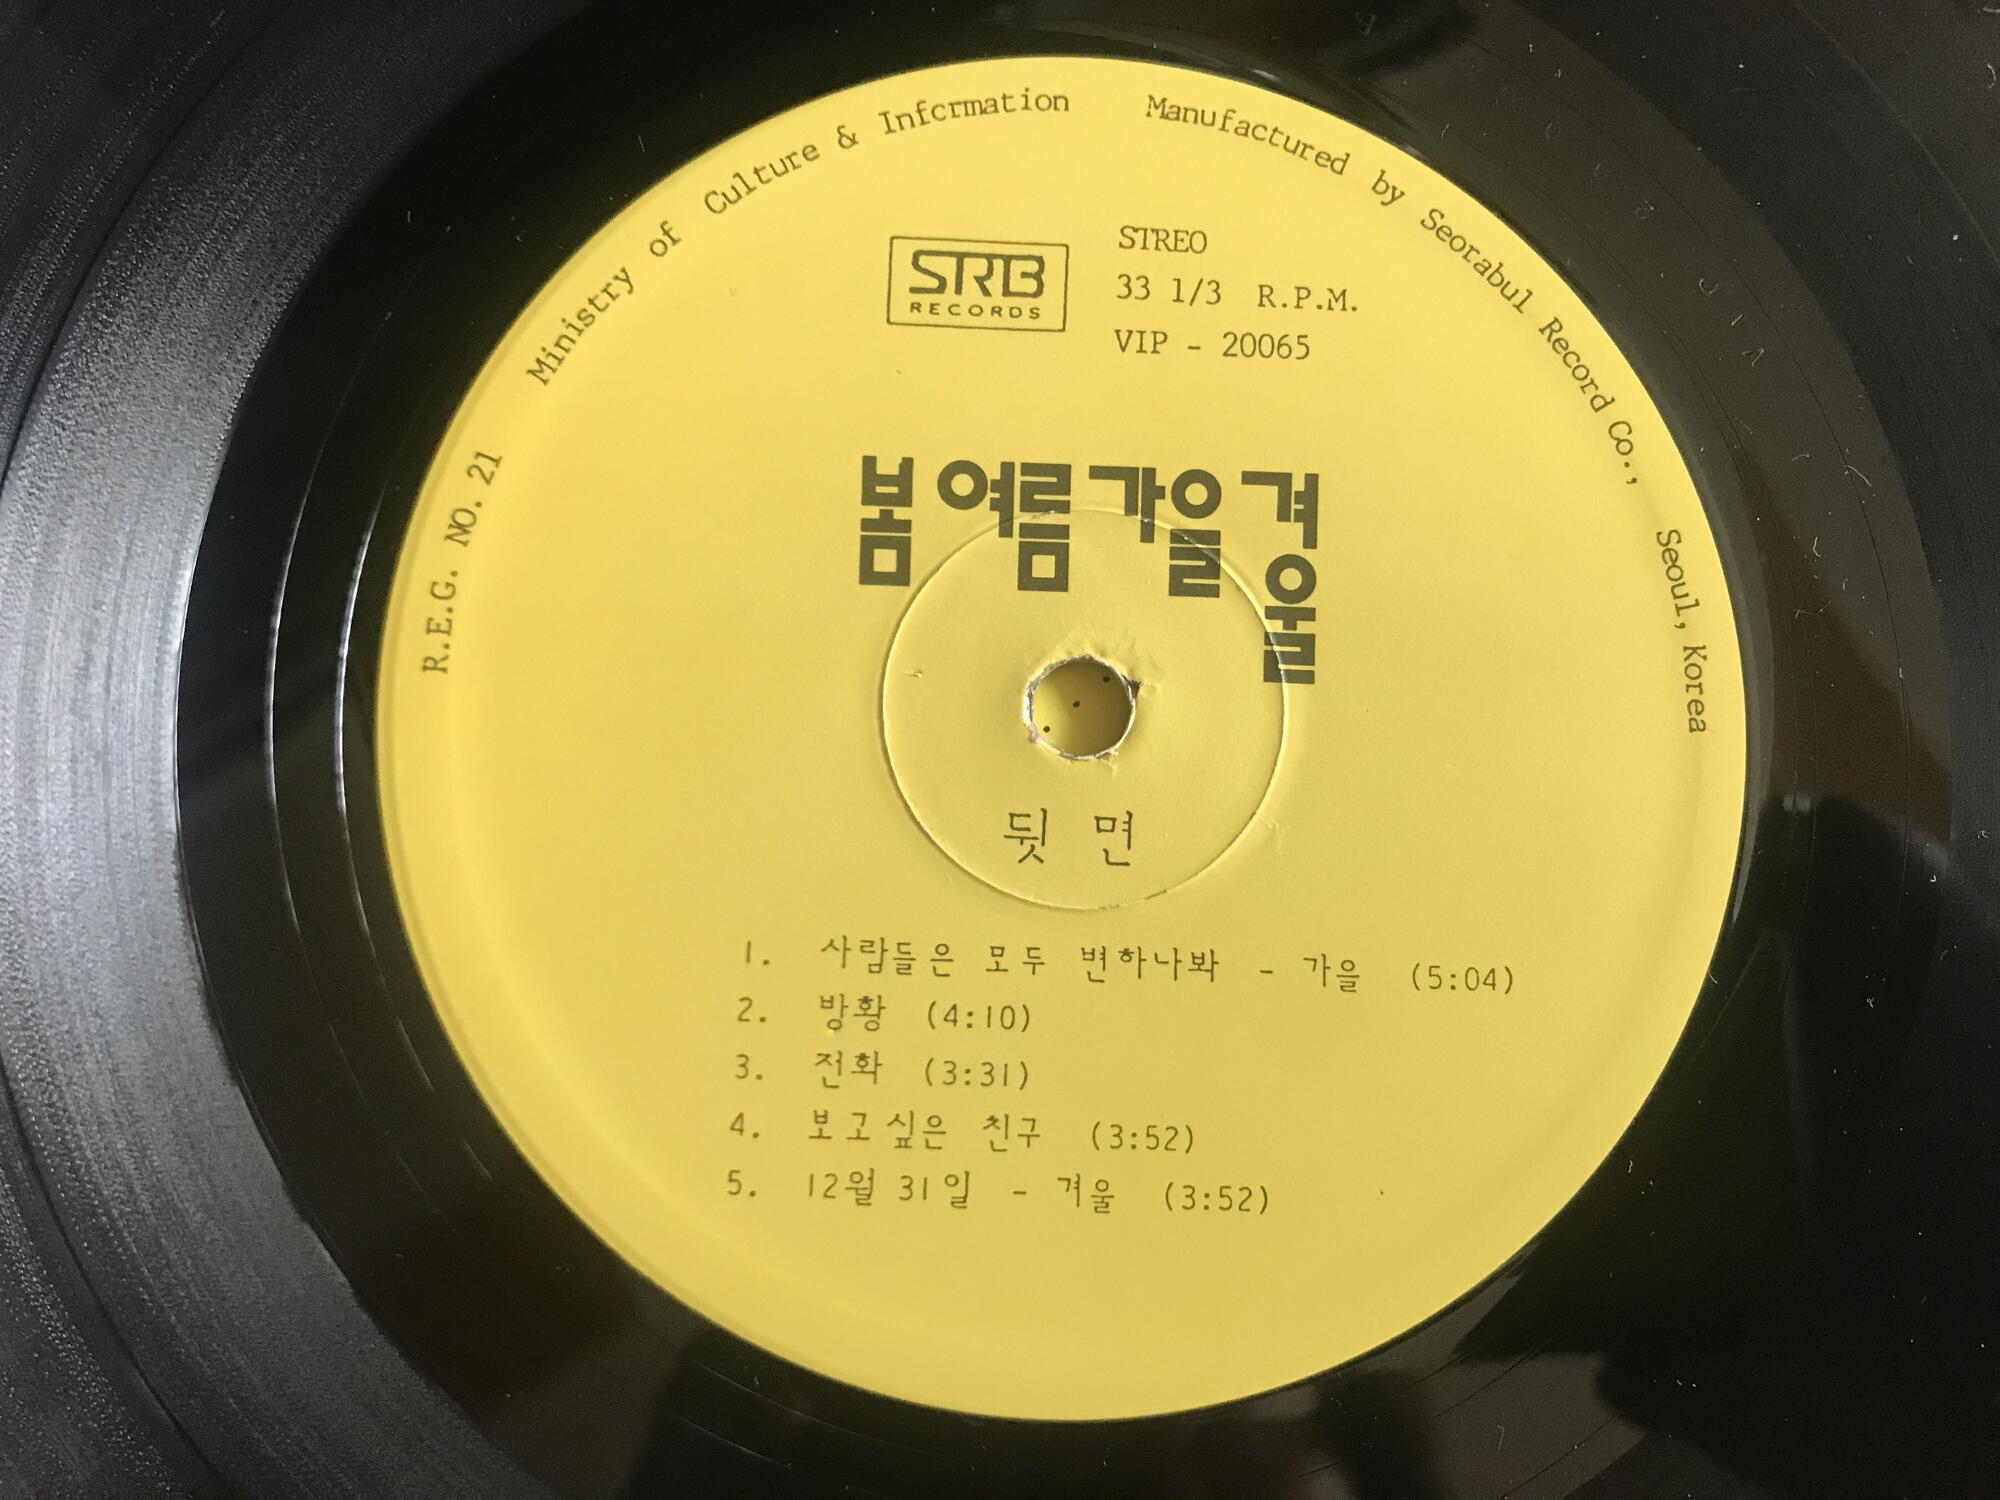 R.E.G. NO. 21 Ministry of Culture & Infcrmation Manufactured by Seorabul Record Co., Seoul, Korea
SRB
RECORDS
STREO
33 1/3 R.P.M.
VIP - 20065
봄 여름 가을 겨울
뒷 면
1. 사람들은 모두 변하나봐 - 가을 (5:04)
2. 방황 (4:10)
3. 전화 (3:31)
4. 보고싶은 친구 (3:52)
5. 12월 31일 - 겨울 (3:52)